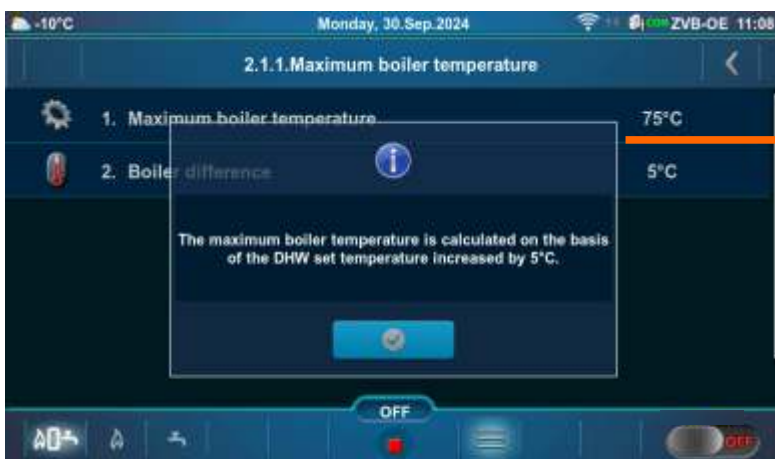 -10°C Monday, 30.Sep.2024 ZVB-OE 11:08
2.1.1.Maximum boiler temperature
1. Maximum boiler temperature 75°C
2. Boiler difference 5°C
The maximum boiler temperature is calculated on the basis
of the DHW set temperature increased by 5°C.
OFF
OFF